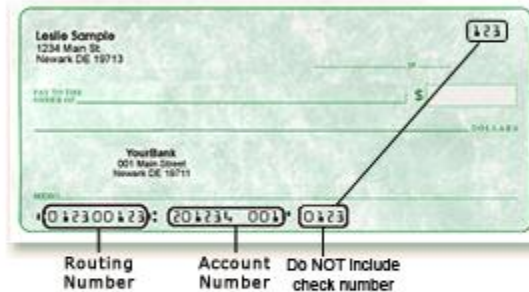 Leslie Sample
123
1234 Main St.
Newark DE 19713
PAY TO THE
ORDER OF
$
DOLLARS
YourBank
001 Main Street
Newark DE 19711
MEMO
012300123 201234 001 0123
Routing Account Do NOT include
Number Number check number